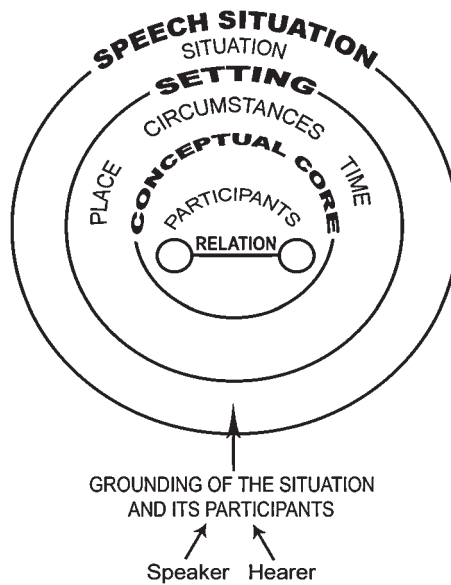 SPEECH SITUATION
SITUATION
SETTING
CIRCUMSTANCES
PLACE
TIME
CONCEPTUAL CORE
PARTICIPANTS
RELATION
GROUNDING OF THE SITUATION
AND ITS PARTICIPANTS
Speaker Hearer